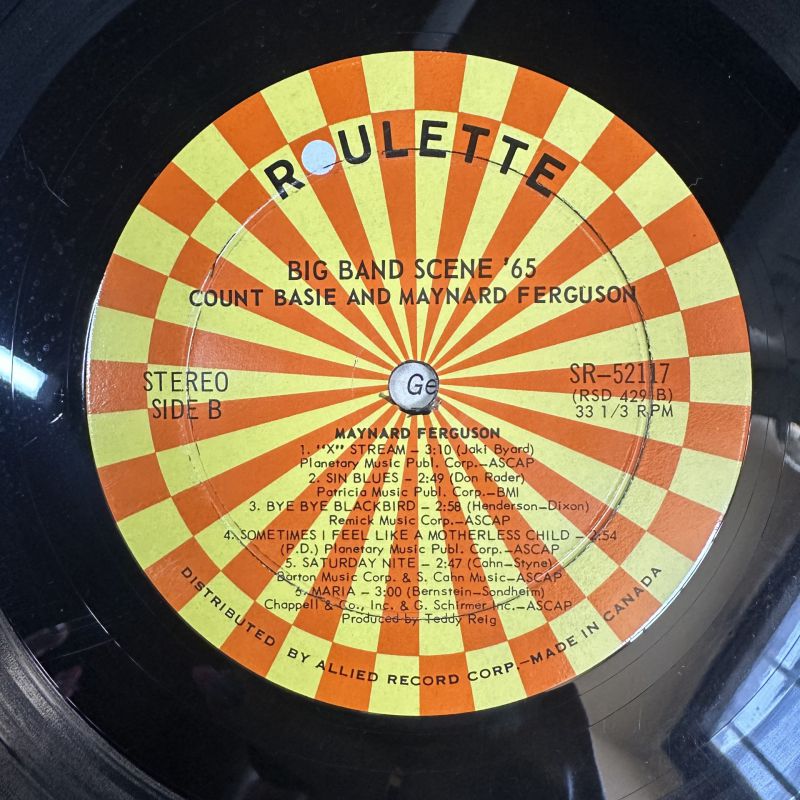 ROULETTE
BIG BAND SCENE '65
COUNT BASIE AND MAYNARD FERGUSON
STEREO
SIDE B
SR-52117
(RSD 429 B)
33 1/3 RPM
Ge
MAYNARD FERGUSON
1. "X" STREAM - 3:10 (Jaki Byard)
Planetary Music Publ. Corp.-ASCAP
2. SIN BLUES - 2:49 (Don Rader)
Patricia Music Publ. Corp.-BMI
3. BYE BYE BLACKBIRD - 2:58 (Henderson-Dixon)
Remick Music Corp.-ASCAP
4. SOMETIMES I FEEL LIKE A MOTHERLESS CHILD - 2:54
(P.D.) Planetary Music Publ. Corp.-ASCAP
5. SATURDAY NITE - 2:47 (Cahn-Styne)
Barton Music Corp. & S. Cahn Music-ASCAP
6. MARIA - 3:00 (Bernstein-Sondheim)
Chappell & Co., Inc. & G. Schirmer Inc.-ASCAP
Produced by Teddy Reig
DISTRIBUTED BY ALLIED RECORD CORP.-MADE IN CANADA